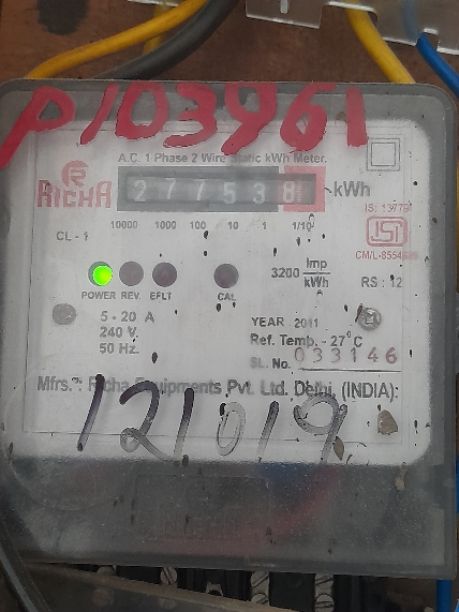 P103961
A.C. 1 Phase 2 Wire Static kWh Meter.
R
RICHA
277538 kWh
10000 1000 100 10 1 1/10
IS: 13779
ISI
CL - 1
3200 Imp/kWh
RS : 12
POWER REV. EFLT CAL
5 - 20 A
240 V.
50 Hz.
YEAR 2011
Ref. Temp. - 27°C
SL. No. 033146
Mfrs.: Richa Equipments Pvt. Ltd. Delhi, (INDIA):
121019